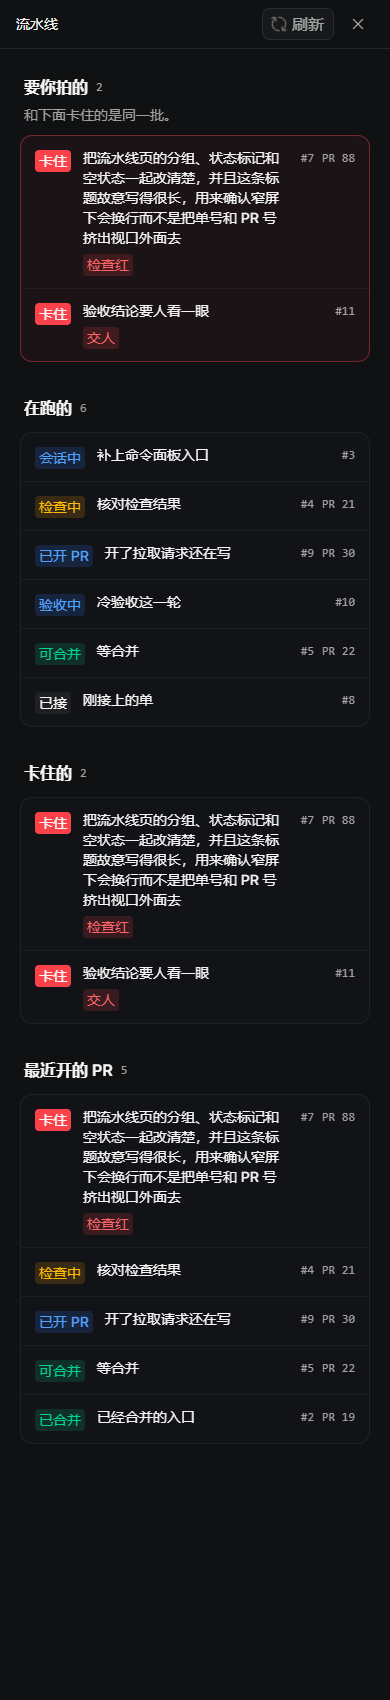 流水线
刷新
要你拍的 2
和下面卡住的是同一批。
卡住 把流水线页的分组、状态标记和 #7 PR 88
空状态一起改清楚，并且这条标
题故意写得很长，用来确认窄屏
下会换行而不是把单号和 PR 号
挤出视口外面去
检查红
卡住 验收结论要人看一眼 #11
交人
在跑的 6
会话中 补上命令面板入口 #3
检查中 核对检查结果 #4 PR 21
已开 PR 开了拉取请求还在写 #9 PR 30
验收中 冷验收这一轮 #10
可合并 等合并 #5 PR 22
已接 刚接上的单 #8
卡住的 2
卡住 把流水线页的分组、状态标记和 #7 PR 88
空状态一起改清楚，并且这条标
题故意写得很长，用来确认窄屏
下会换行而不是把单号和 PR 号
挤出视口外面去
检查红
卡住 验收结论要人看一眼 #11
交人
最近开的 PR 5
卡住 把流水线页的分组、状态标记和 #7 PR 88
空状态一起改清楚，并且这条标
题故意写得很长，用来确认窄屏
下会换行而不是把单号和 PR 号
挤出视口外面去
检查红
检查中 核对检查结果 #4 PR 21
已开 PR 开了拉取请求还在写 #9 PR 30
可合并 等合并 #5 PR 22
已合并 已经合并的入口 #2 PR 19